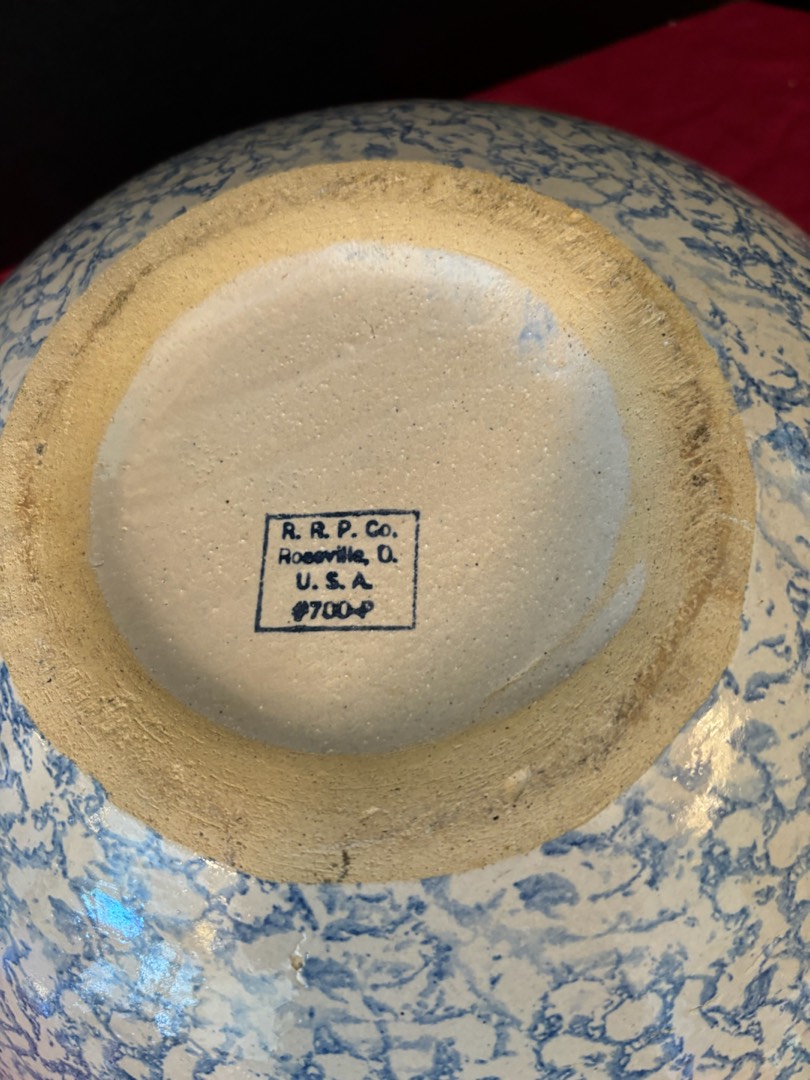 R. R. P. Co.
Roseville, O.
U. S. A.
#700-P